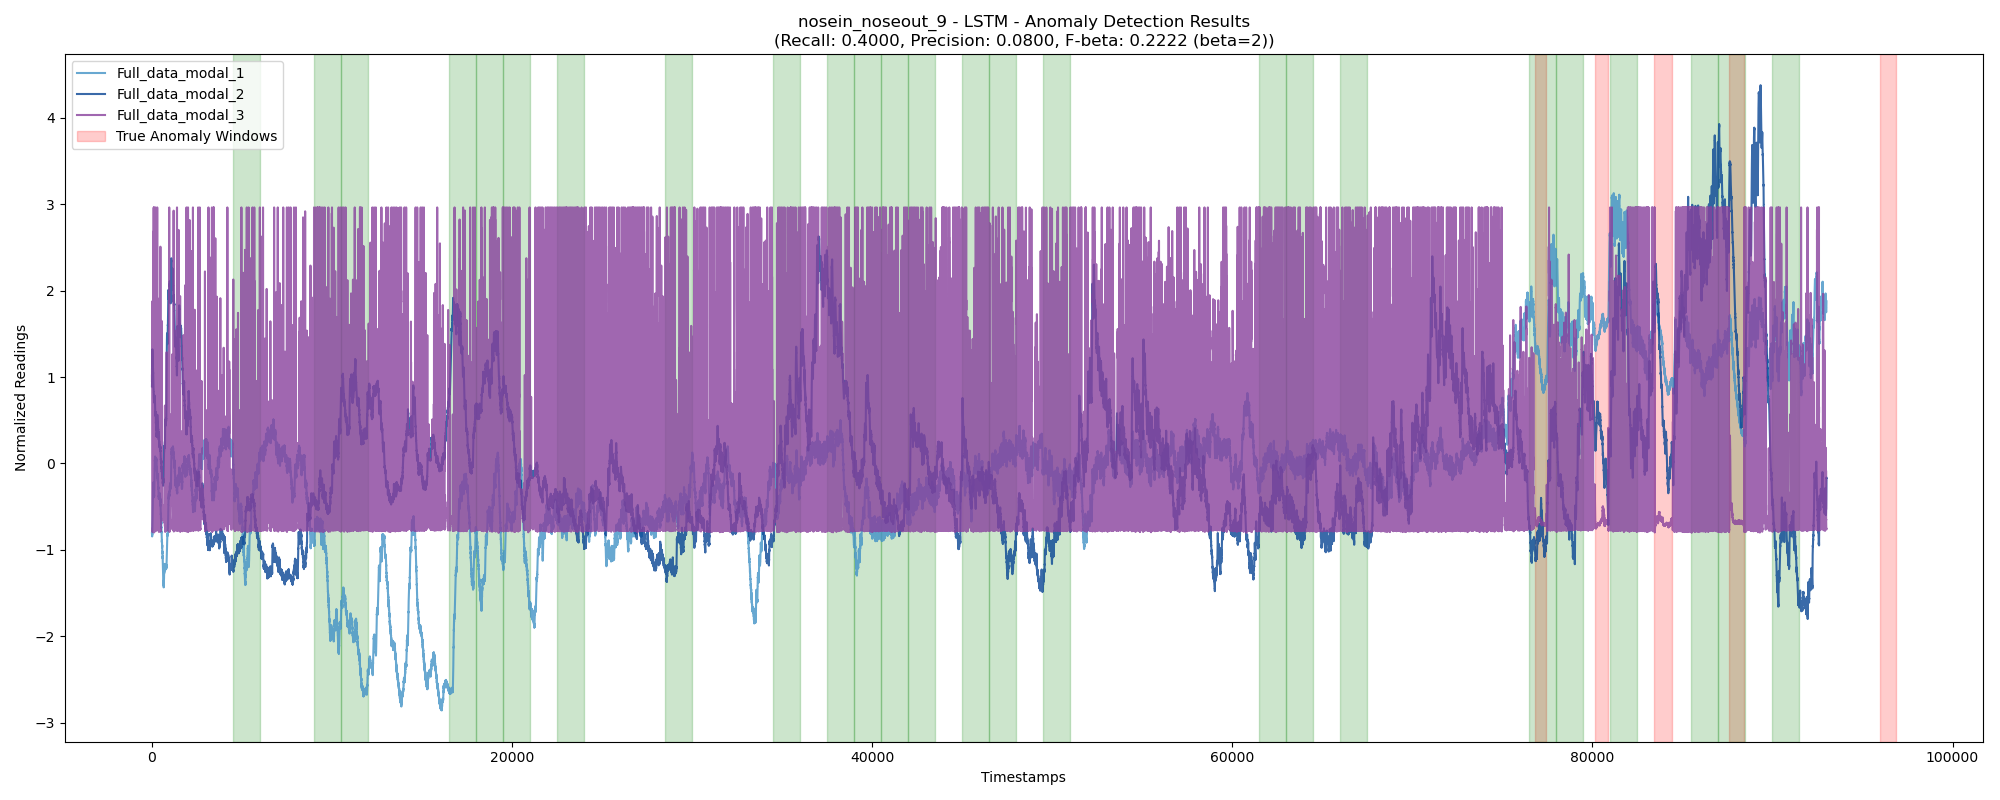 nosein_noseout_9 - LSTM - Anomaly Detection Results
(Recall: 0.4000, Precision: 0.0800, F-beta: 0.2222 (beta=2))
Full_data_modal_1
Full_data_modal_2
Full_data_modal_3
True Anomaly Windows
Normalized Readings
4
3
2
1
0
−1
−2
−3
0
20000
40000
60000
80000
100000
Timestamps